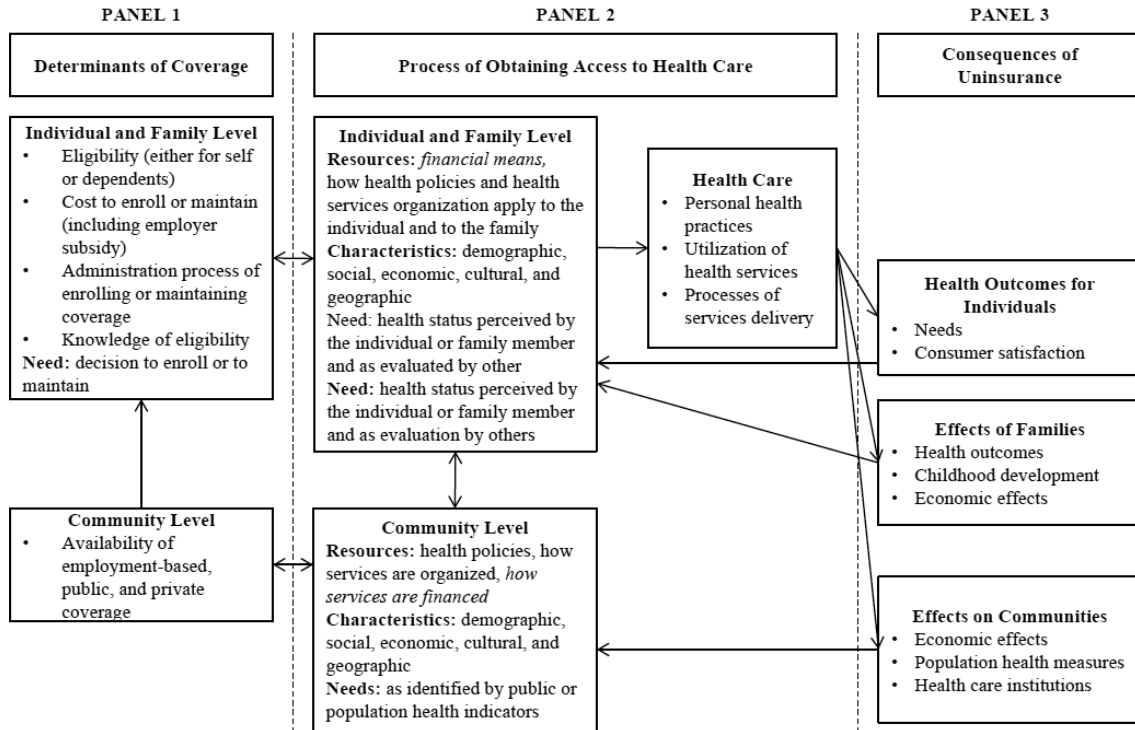 PANEL 1
PANEL 2
PANEL 3
Determinants of Coverage
Process of Obtaining Access to Health Care
Consequences of
Uninsurance
Individual and Family Level
• Eligibility (either for self
or dependents)
• Cost to enroll or maintain
(including employer
subsidy)
• Administration process of
enrolling or maintaining
coverage
• Knowledge of eligibility
Need: decision to enroll or to
maintain
Community Level
• Availability of
employment-based,
public, and private
coverage
Individual and Family Level
Resources: financial means,
how health policies and health
services organization apply to the
individual and to the family
Characteristics: demographic,
social, economic, cultural, and
geographic
Need: health status perceived by
the individual or family member
and as evaluated by other
Need: health status perceived by
the individual or family member
and as evaluation by others
Community Level
Resources: health policies, how
services are organized, how
services are financed
Characteristics: demographic,
social, economic, cultural, and
geographic
Needs: as identified by public or
population health indicators
Health Care
• Personal health
practices
• Utilization of
health services
• Processes of
services delivery
Health Outcomes for
Individuals
• Needs
• Consumer satisfaction
Effects of Families
• Health outcomes
• Childhood development
• Economic effects
Effects on Communities
• Economic effects
• Population health measures
• Health care institutions